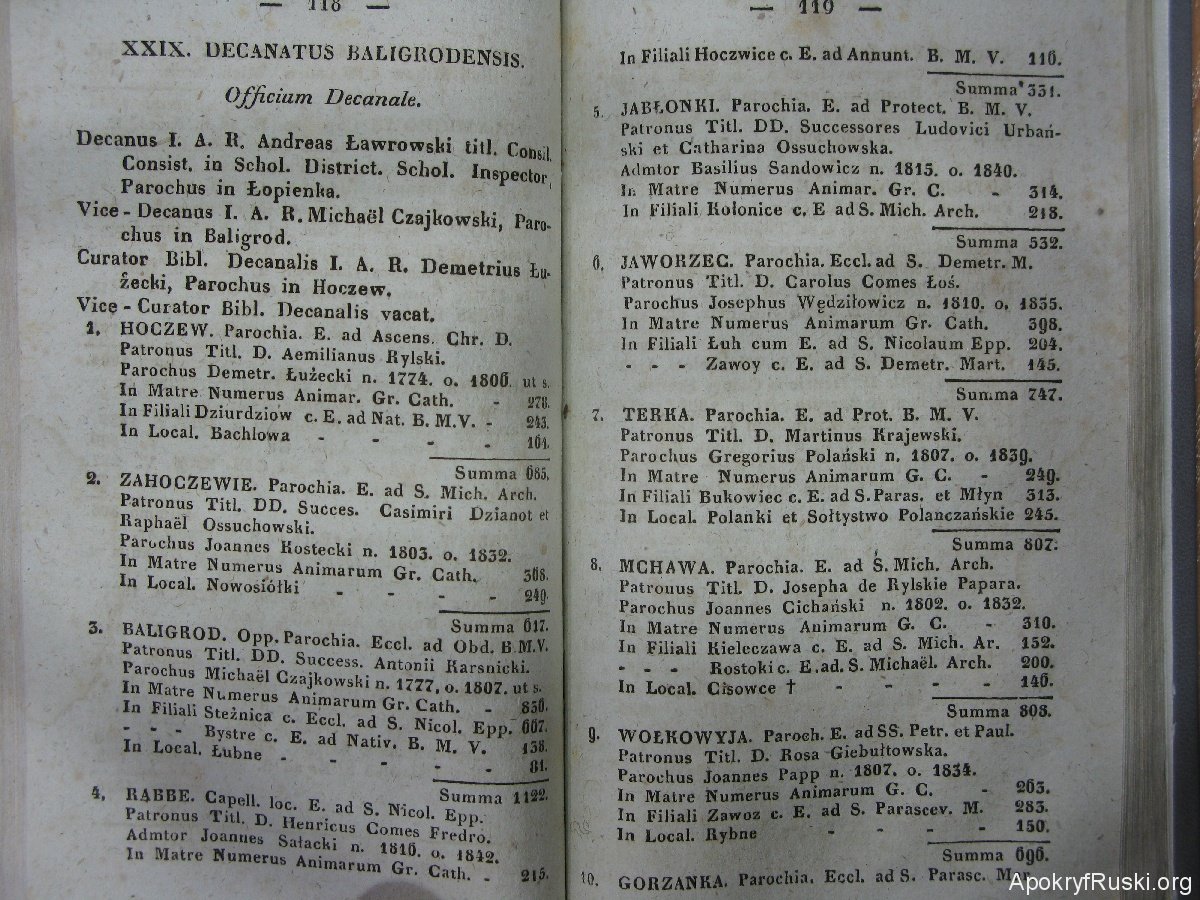 — 118 —
XXIX. DECANATUS BALIGRODENSIS.
Officium Decanale.
Decanus I. A. R. Andreas Ławrowski titl. Consil.
Consist. in Schol. District. Schol. Inspector,
Parochus in Łopienka.
Vice-Decanus I. A. R. Michaël Czajkowski, Paro-
chus in Baligrod.
Curator Bibl. Decanalis I. A. R. Demetrius Łu-
żecki, Parochus in Hoczew.
Vice-Curator Bibl. Decanalis vacat.
1. HOCZEW. Parochia. E. ad Ascens. Chr. D.
Patronus Titl. D. Aemilianus Rylski.
Parochus Demetr. Łużecki n. 1774. o. 1806. ut s.
In Matre Numerus Animar. Gr. Cath. - 278.
In Filiali Dziurdziow c. E. ad Nat. B. M. V. - 243.
In Local. Bachlowa - - - - 164.
Summa 685.
2. ZAHOCZEWIE. Parochia. E. ad S. Mich. Arch.
Patronus Titl. DD. Succes. Casimiri Dzianot et
Raphaël Ossuchowski.
Parochus Joannes Kostecki n. 1803. o. 1832.
In Matre Numerus Animarum Gr. Cath. 368.
In Local. Nowosiółki - - - - 249.
Summa 617.
3. BALIGROD. Opp. Parochia. Eccl. ad Obd. B.M.V.
Patronus Titl. DD. Success. Antonii Karsnicki.
Parochus Michaël Czajkowski n. 1777. o. 1807. ut s.
In Matre Numerus Animarum Gr. Cath. - 836.
In Filiali Steżnica c. Eccl. ad S. Nicol. Epp. 667.
- - - Bystre c. E. ad Nativ. B. M. V. 138.
In Local. Łubne - - - - - 81.
Summa 1122.
4. RABBE. Capell. loc. E. ad S. Nicol. Epp.
Patronus Titl. D. Henricus Comes Fredro.
Admtor Joannes Sałacki n. 1816. o. 1842.
In Matre Numerus Animarum Gr. Cath. - 215.
— 119 —
In Filiali Hoczwice c. E. ad Annunt. B. M. V. 116.
Summa 331.
5. JABŁONKI. Parochia. E. ad Protect. B. M. V.
Patronus Titl. DD. Successores Ludovici Urbań-
ski et Catharina Ossuchowska.
Admtor Basilius Sandowicz n. 1815. o. 1840.
In Matre Numerus Animar. Gr. C. - 314.
In Filiali Kołonice c. E ad S. Mich. Arch. 218.
Summa 532.
6. JAWORZEC. Parochia. Eccl. ad S. Demetr. M.
Patronus Titl. D. Carolus Comes Łoś.
Parochus Josephus Wędziłowicz n. 1810. o. 1835.
In Matre Numerus Animarum Gr. Cath. 398.
In Filiali Łuh cum E. ad S. Nicolaum Epp. 204.
- - - Zawoy c. E. ad S. Demetr. Mart. 145.
Summa 747.
7. TERKA. Parochia. E. ad Prot. B. M. V.
Patronus Titl. D. Martinus Krajewski.
Parochus Gregorius Polański n. 1807. o. 1839.
In Matre Numerus Animarum G. C. - 249.
In Filiali Bukowiec c. E. ad S. Paras. et Młyn 313.
In Local. Polanki et Sołtystwo Polanczańskie 245.
Summa 807.
8. MCHAWA. Parochia. E. ad S. Mich. Arch.
Patronus Titl. D. Josepha de Rylskie Papara.
Parochus Joannes Cichański n. 1802. o. 1832.
In Matre Numerus Animarum G. C. - 310.
In Filiali Kieleczawa c. E. ad S. Mich. Ar. 152.
- - - Rostoki c. E. ad. S. Michaël. Arch. 200.
In Local. Cisowce † - - - - 146.
Summa 808.
9. WOŁKOWYJA. Paroch. E. ad SS. Petr. et Paul.
Patronus Titl. D. Rosa Giebułtowska.
Parochus Joannes Papp n. 1807. o. 1834.
In Matre Numerus Animarum G. C. - 263.
In Filiali Zawoz c. E. ad S. Parascev. M. 283.
In Local. Rybne - - - - 150.
Summa 696.
10. GORZANKA. Parochia. Eccl. ad S. Parasc. Mar
ApokryfRuski.org